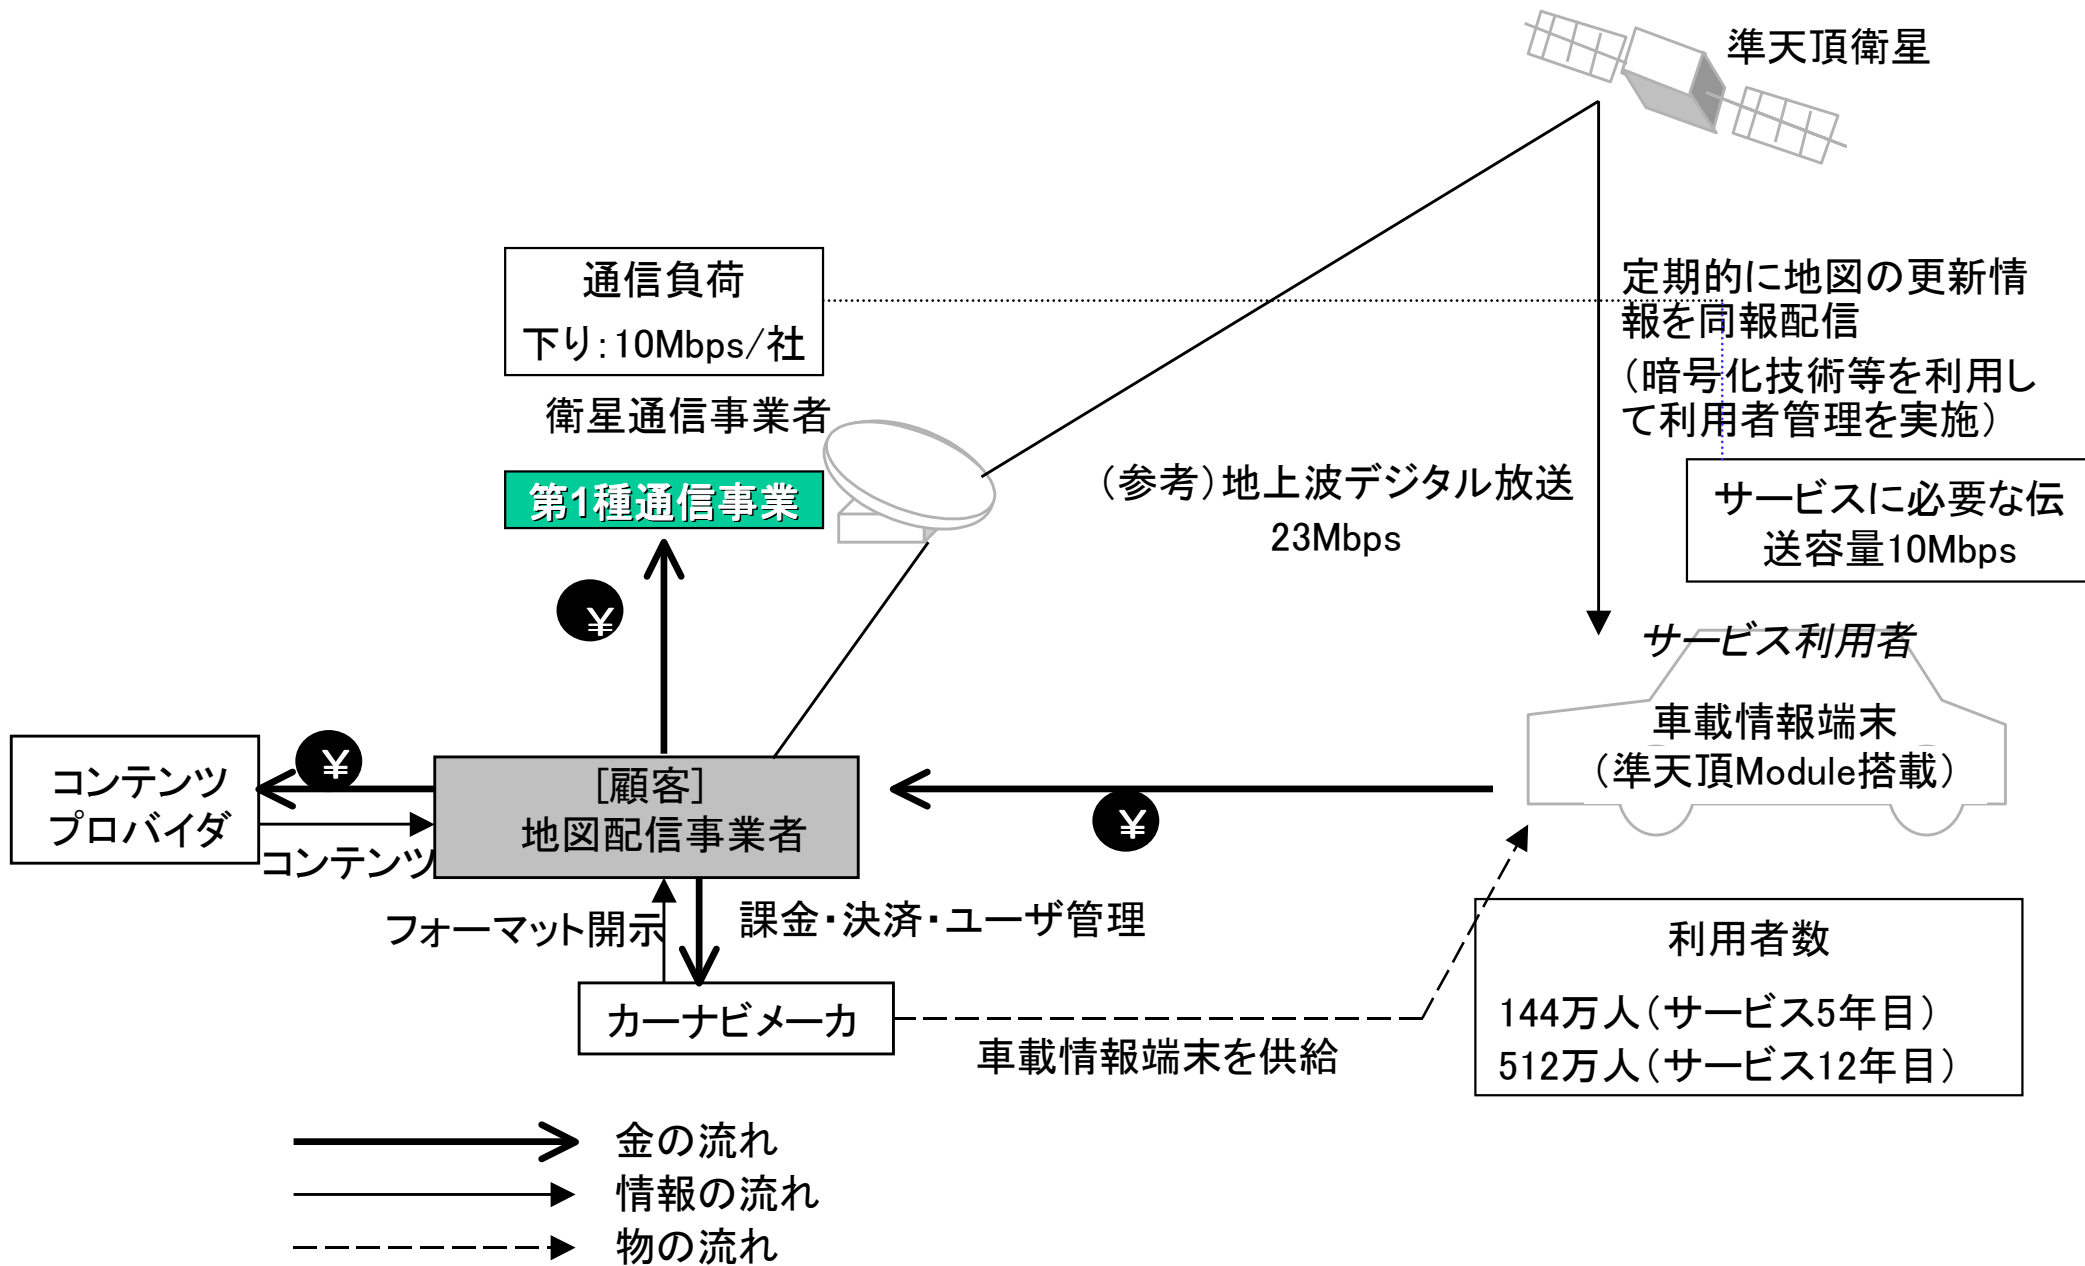 準天頂衛星
通信負荷
下り:10Mbps/社
定期的に地図の更新情
報を同報配信
(暗号化技術等を利用し
て利用者管理を実施)
衛星通信事業者
第1種通信事業
(参考)地上波デジタル放送
23Mbps
サービスに必要な伝
送容量10Mbps
¥
サービス利用者
車載情報端末
(準天頂Module搭載)
コンテンツ
プロバイダ
¥
[顧客]
地図配信事業者
¥
コンテンツ
フォーマット開示
課金・決済・ユーザ管理
カーナビメーカ
車載情報端末を供給
利用者数
144万人(サービス5年目)
512万人(サービス12年目)
金の流れ
情報の流れ
物の流れ